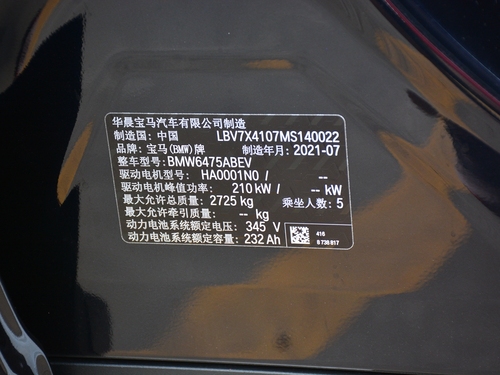 华晨宝马汽车有限公司制造
制造国：中国 LBV7X4107MS140022
品牌：宝马(BMW)牌 制造年月：2021-07
整车型号：BMW6475ABEV
驱动电机型号： HA0001N0 / --
驱动电机峰值功率： 210 kW / -- kW
最大允许总质量： 2725 kg 乘坐人数：5
最大允许牵引质量： -- kg
动力电池系统额定电压： 345 V
动力电池系统额定容量： 232 Ah
416
8 736 817